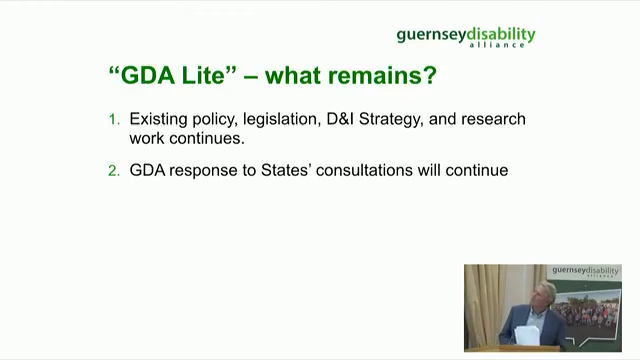 guernseydisability
alliance
“GDA Lite” – what remains?
1. Existing policy, legislation, D&I Strategy, and research
work continues.
2. GDA response to States’ consultations will continue
guernseydisability
alliance